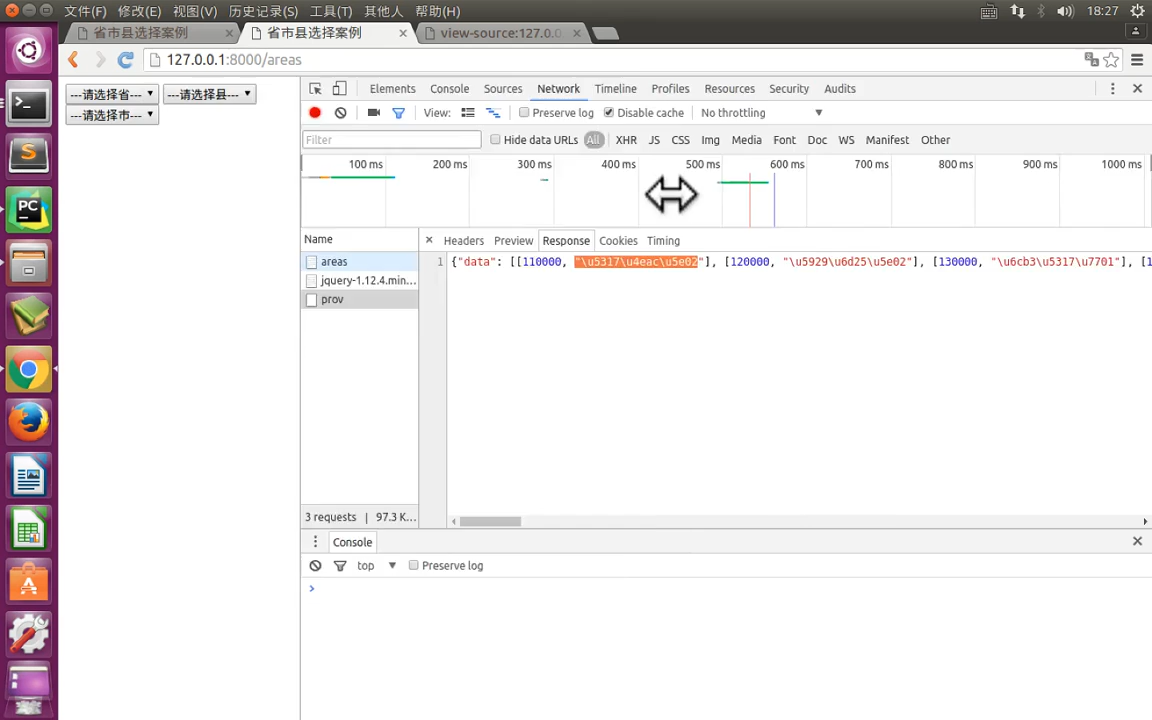 文件(F) 修改(E) 视图(V) 历史记录(S) 工具(T) 其他人 帮助(H) 18:27
省市县选择案例 × 省市县选择案例 × view-source:127.0.0 ×
127.0.0.1:8000/areas
---请选择省--- ---请选择县---
---请选择市---
Elements Console Sources Network Timeline Profiles Resources Security Audits
View: Preserve log Disable cache No throttling
Filter Hide data URLs All XHR JS CSS Img Media Font Doc WS Manifest Other
100 ms 200 ms 300 ms 400 ms 500 ms 600 ms 700 ms 800 ms 900 ms 1000 ms
Name × Headers Preview Response Cookies Timing
areas
jquery-1.12.4.min...
prov
1 {"data": [[110000, "\u5317\u4eac\u5e02"], [120000, "\u5929\u6d25\u5e02"], [130000, "\u6cb3\u5317\u7701"], [1
3 requests | 97.3 K...
Console
top Preserve log
>